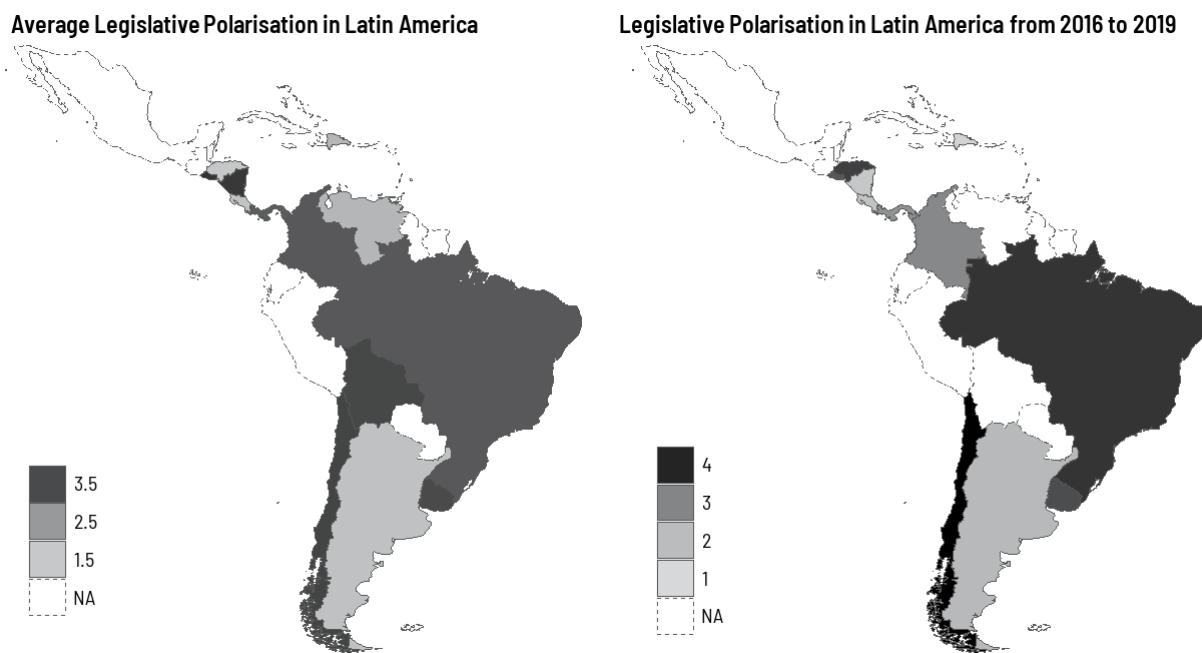 Average Legislative Polarisation in Latin America
Legislative Polarisation in Latin America from 2016 to 2019
3.5
2.5
1.5
NA
4
3
2
1
NA